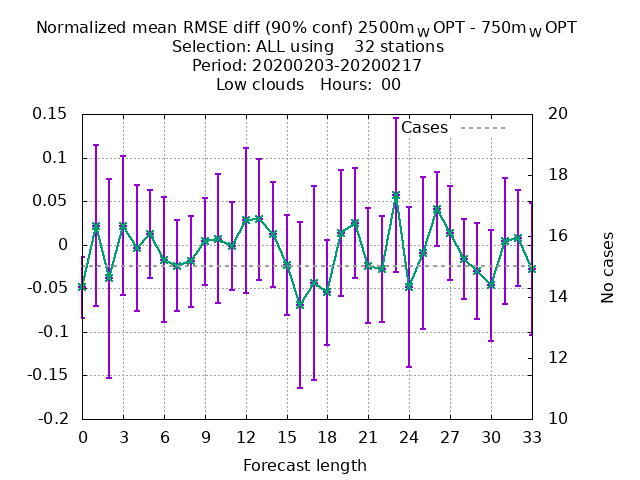 Normalized mean RMSE diff (90% conf) 2500m W OPT - 750m W OPT
Selection: ALL using 32 stations
Period: 20200203-20200217
Low clouds Hours: 00
0.15
0.1
0.05
0
-0.05
-0.1
-0.15
-0.2
Cases
20
18
16
14
12
10
No cases
0 3 6 9 12 15 18 21 24 27 30 33
Forecast length